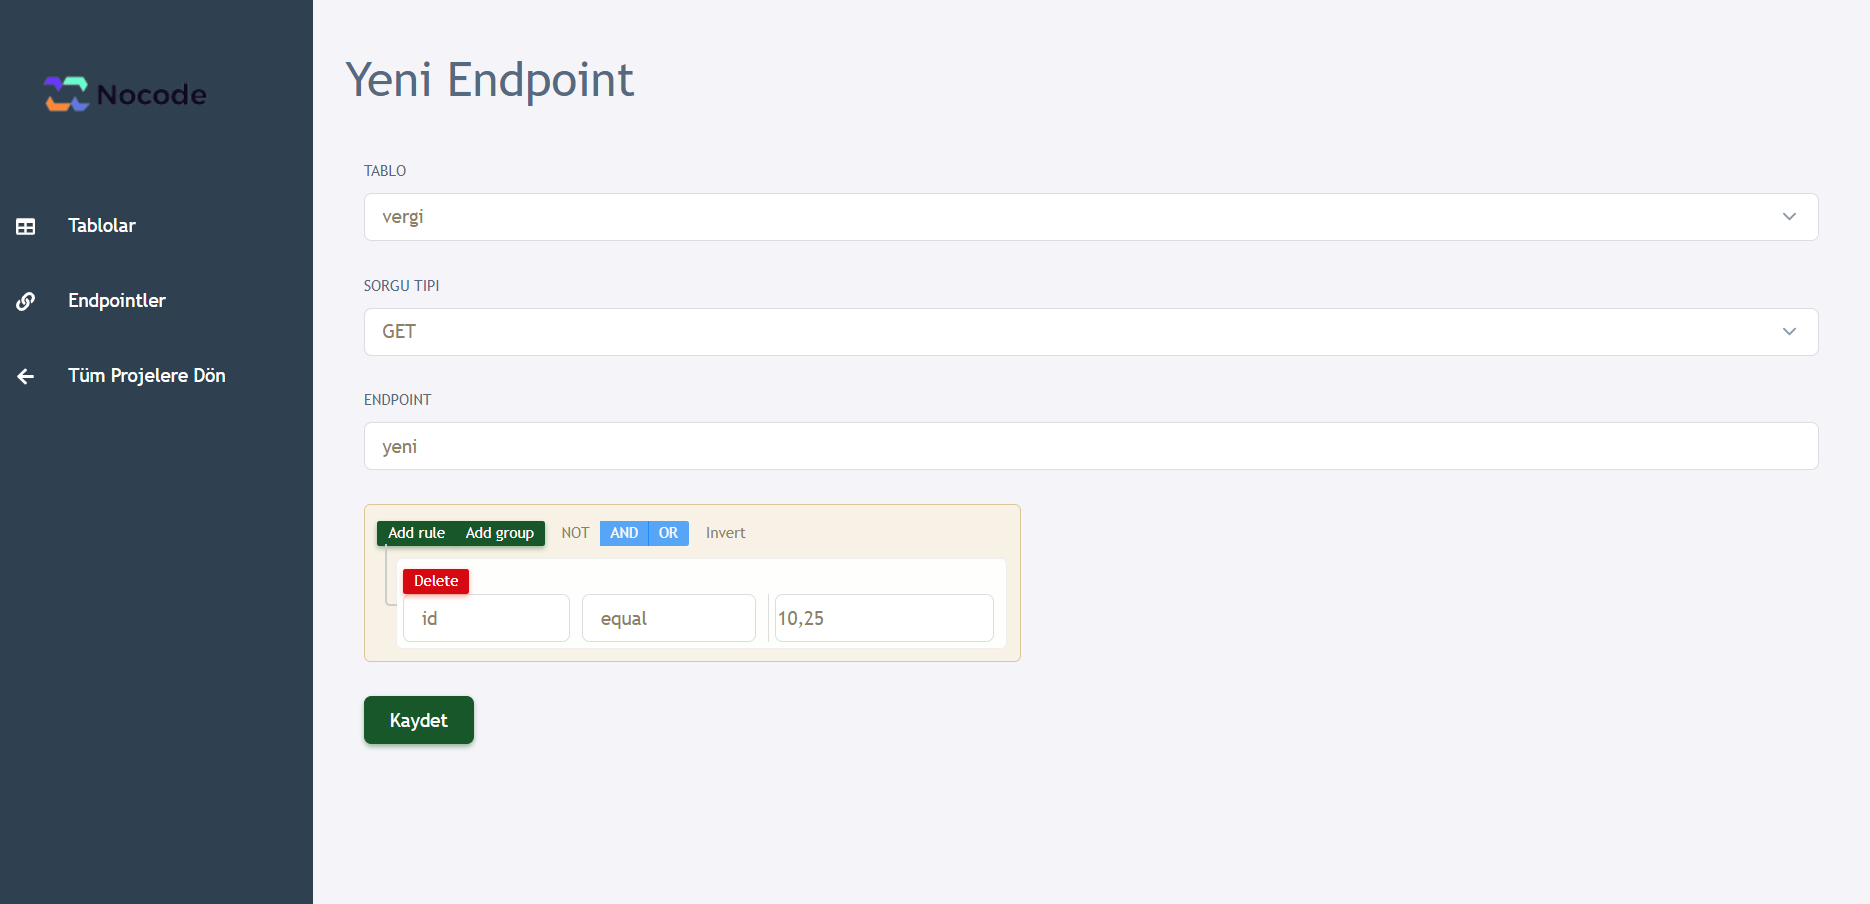 Nocode
Tablolar
Endpointler
Tüm Projelere Dön
Yeni Endpoint
TABLO
vergi
SORGU TIPI
GET
ENDPOINT
yeni
Add rule Add group NOT AND OR Invert
Delete
id equal 10,25
Kaydet